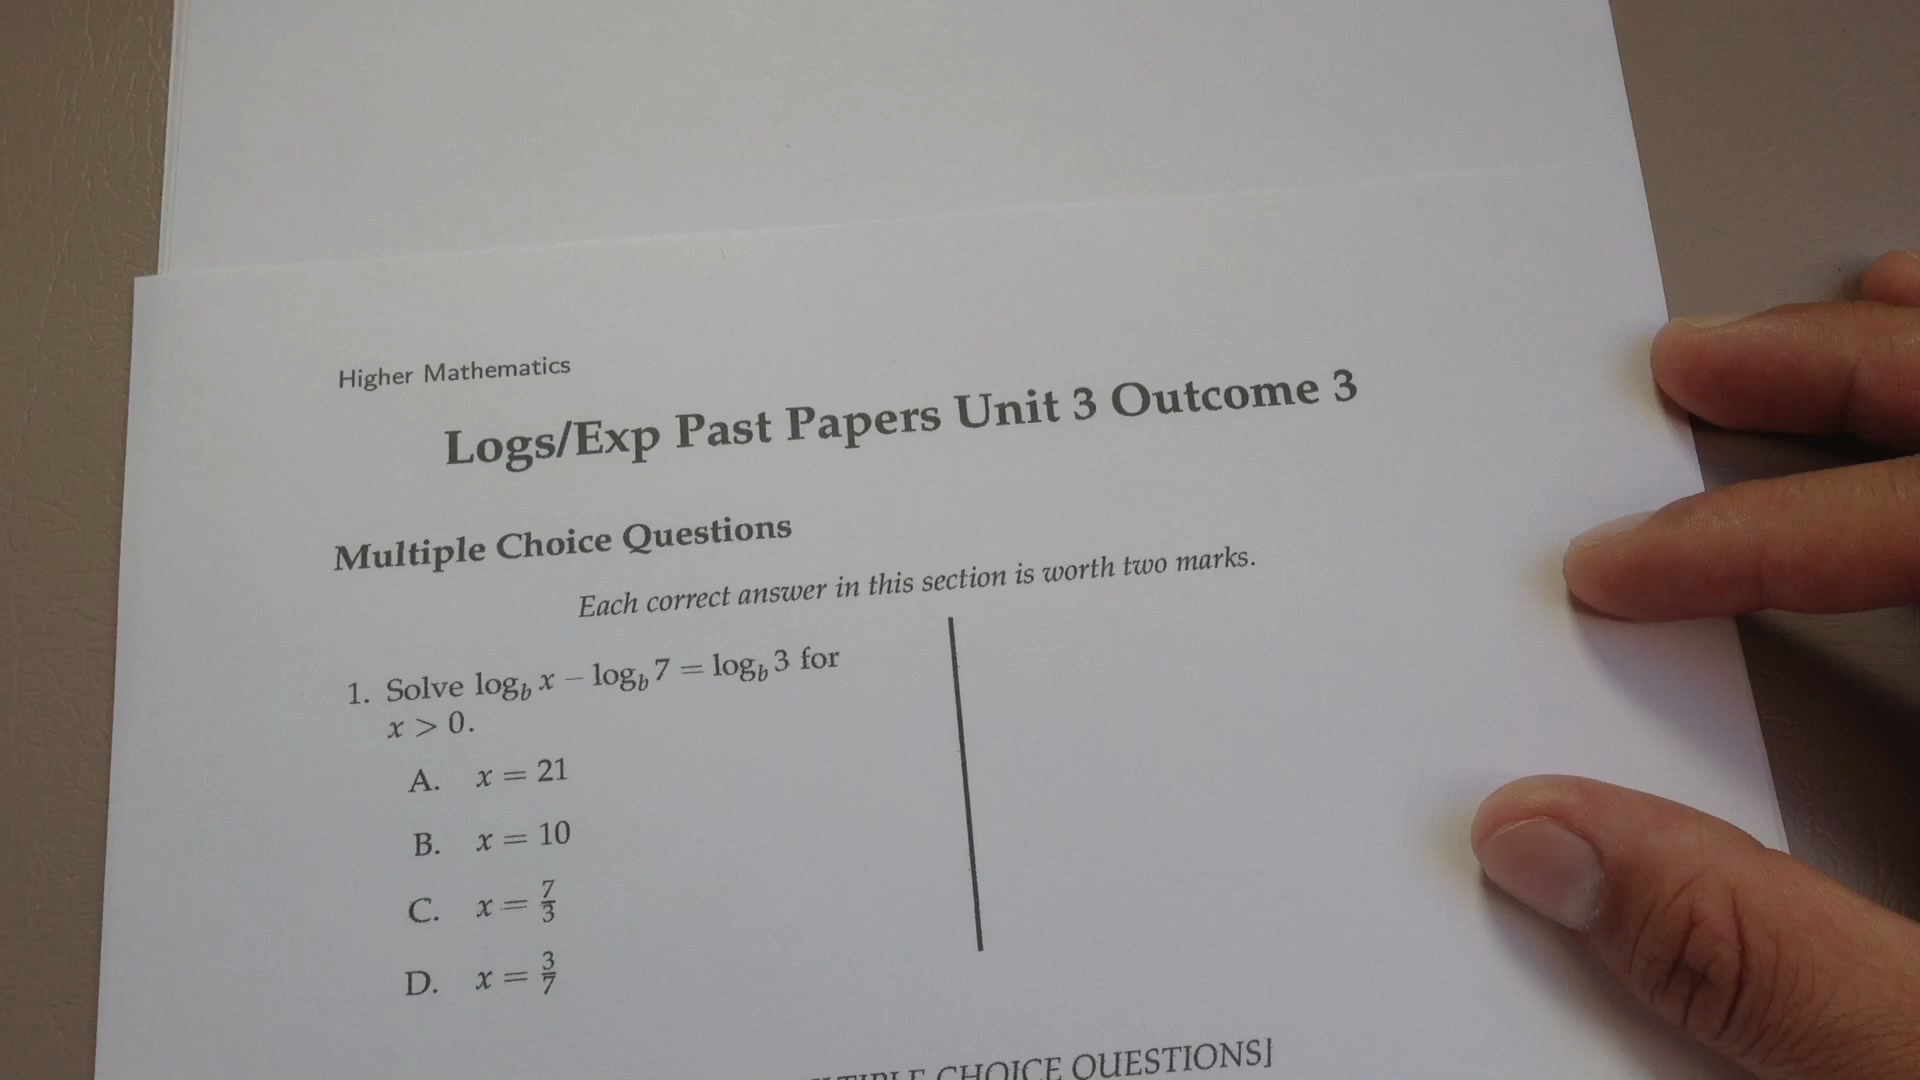 Higher Mathematics
Logs/Exp Past Papers Unit 3 Outcome 3
Multiple Choice Questions
Each correct answer in this section is worth two marks.
1. Solve log_b x − log_b 7 = log_b 3 for
x > 0.
A. x = 21
B. x = 10
C. x = 7/3
D. x = 3/7
CHOICE QUESTIONS]